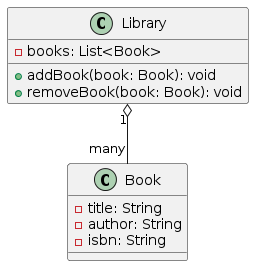 C Library
books: List<Book>
addBook(book: Book): void
removeBook(book: Book): void
1
many
C Book
title: String
author: String
isbn: String